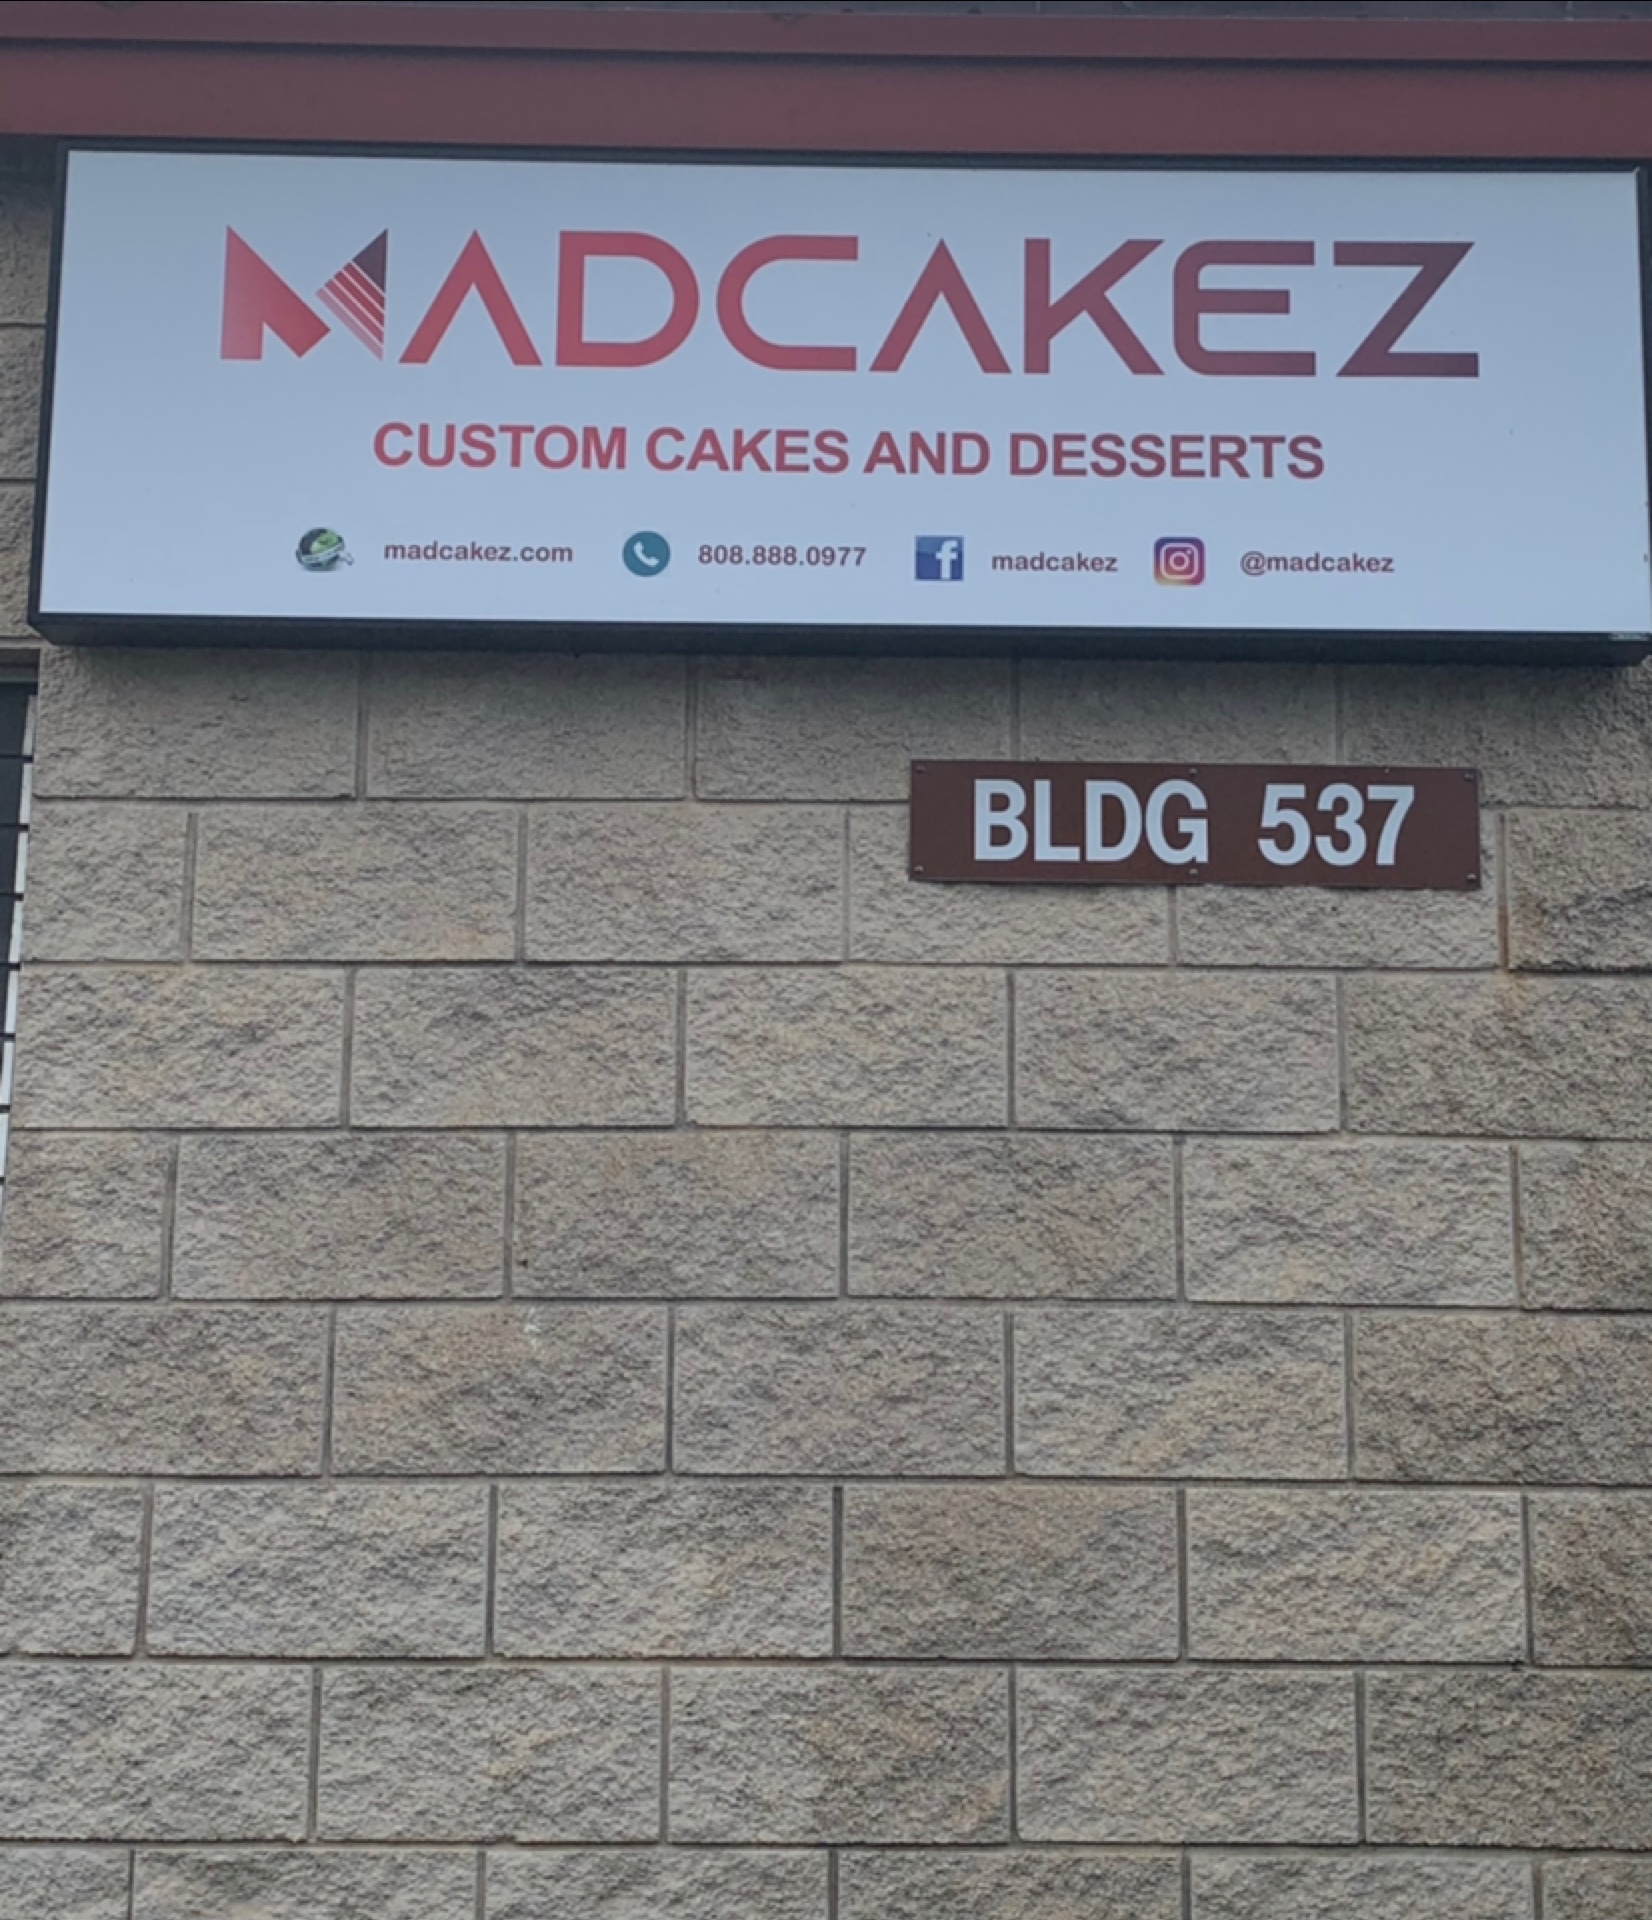 MADCAKEZ
CUSTOM CAKES AND DESSERTS
madcakez.com 808.888.0977 madcakez @madcakez
BLDG 537